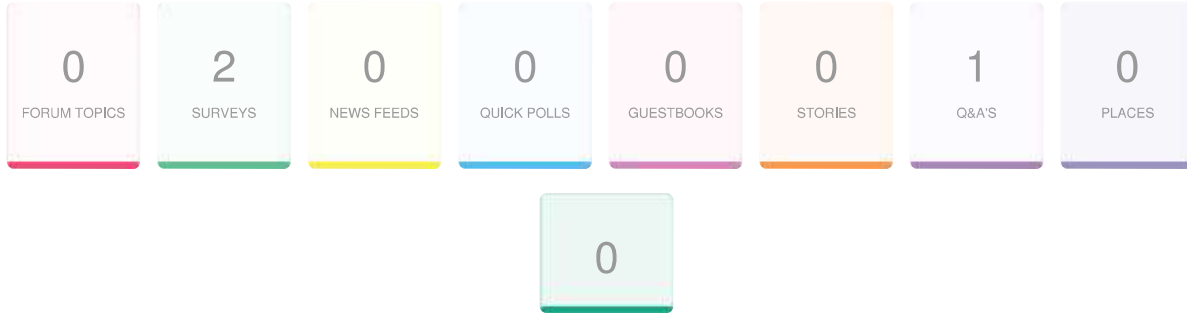 0 2 0 0 0 0 1 0
FORUM TOPICS SURVEYS NEWS FEEDS QUICK POLLS GUESTBOOKS STORIES Q&A'S PLACES
0